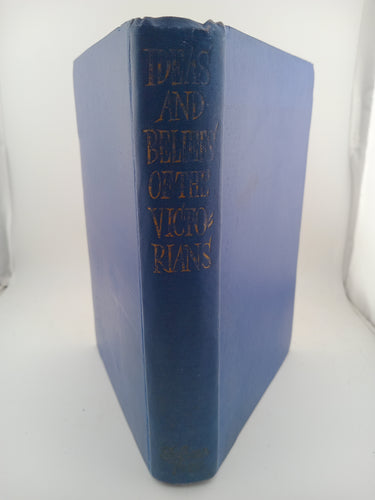 IDEAS
AND
BELIEFS
OF THE
VICTO-
RIANS